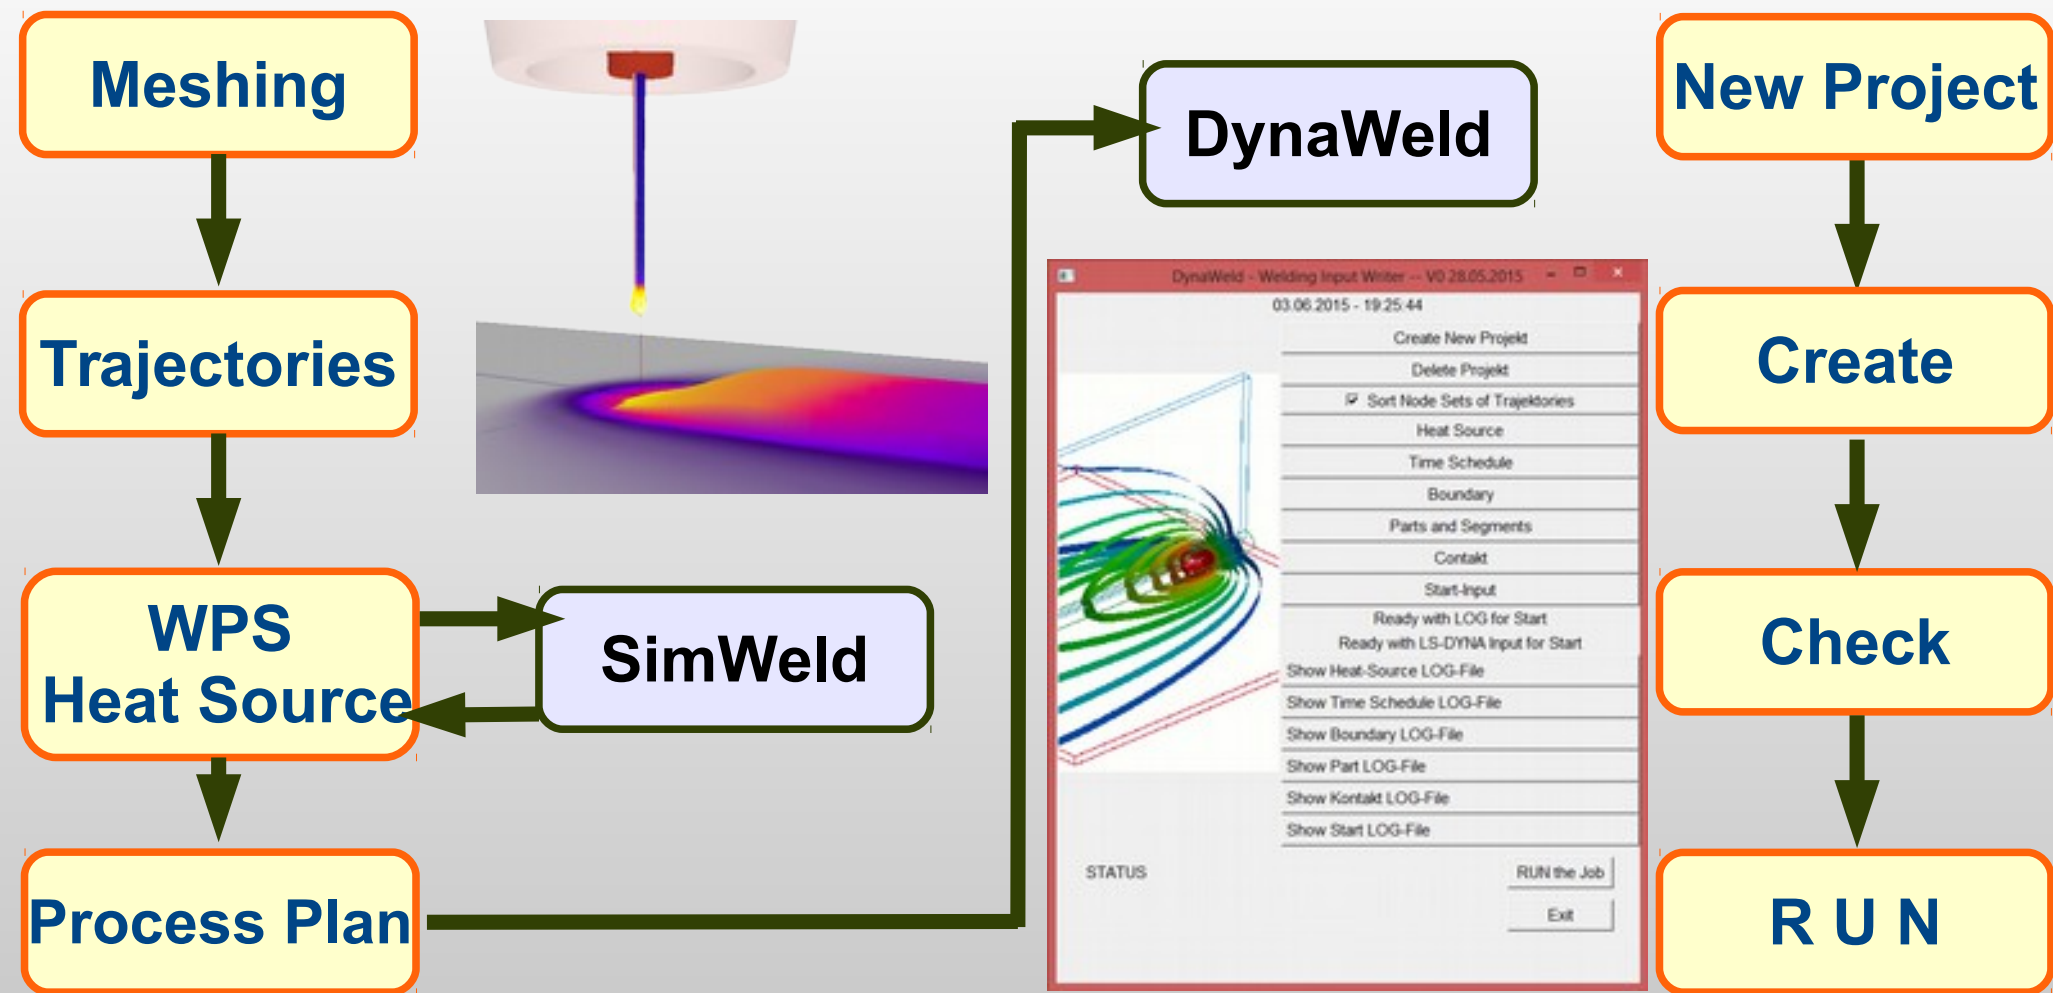 Meshing
Trajectories
WPS
Heat Source
Process Plan
SimWeld
DynaWeld
DynaWeld - Welding Input Writer -- V0 28.05.2015
03.06.2015 - 19:25:44
Create New Projekt
Delete Projekt
Sort Node Sets of Trajektories
Heat Source
Time Schedule
Boundary
Parts and Segments
Contakt
Start-Input
Ready with LOG for Start
Ready with LS-DYNA Input for Start
Show Heat-Source LOG-File
Show Time Schedule LOG-File
Show Boundary LOG-File
Show Part LOG-File
Show Kontakt LOG-File
Show Start LOG-File
STATUS
RUN the Job
Exit
New Project
Create
Check
R U N